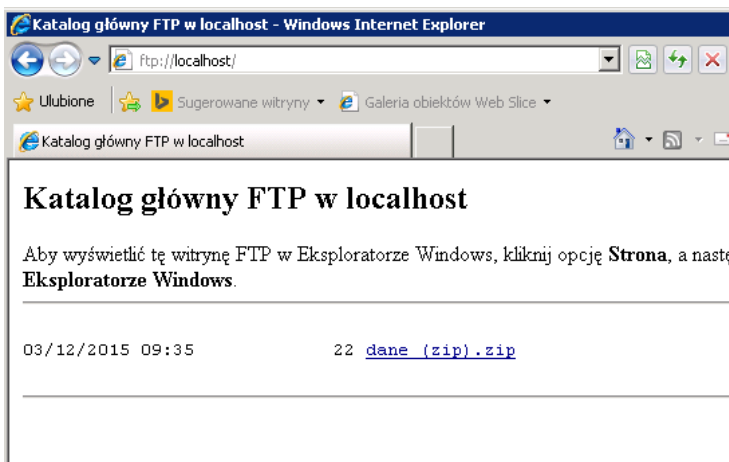 Katalog główny FTP w localhost - Windows Internet Explorer
ftp://localhost/
Ulubione Sugerowane witryny Galeria obiektów Web Slice
Katalog główny FTP w localhost
Katalog główny FTP w localhost
Aby wyświetlić tę witrynę FTP w Eksploratorze Windows, kliknij opcję Strona, a nastę
Eksploratorze Windows.
03/12/2015 09:35 22 dane (zip).zip